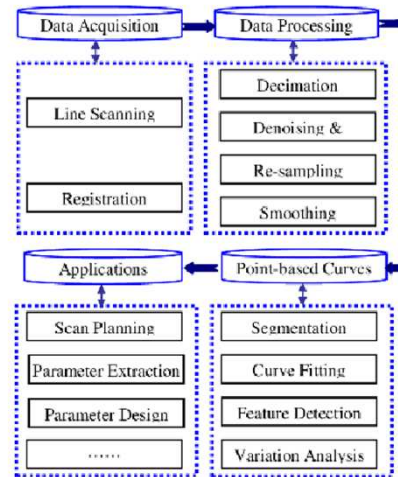 Data Acquisition
Data Processing
Line Scanning
Registration
Decimation
Denoising &
Re-sampling
Smoothing
Applications
Point-based Curves
Scan Planning
Parameter Extraction
Parameter Design
……
Segmentation
Curve Fitting
Feature Detection
Variation Analysis